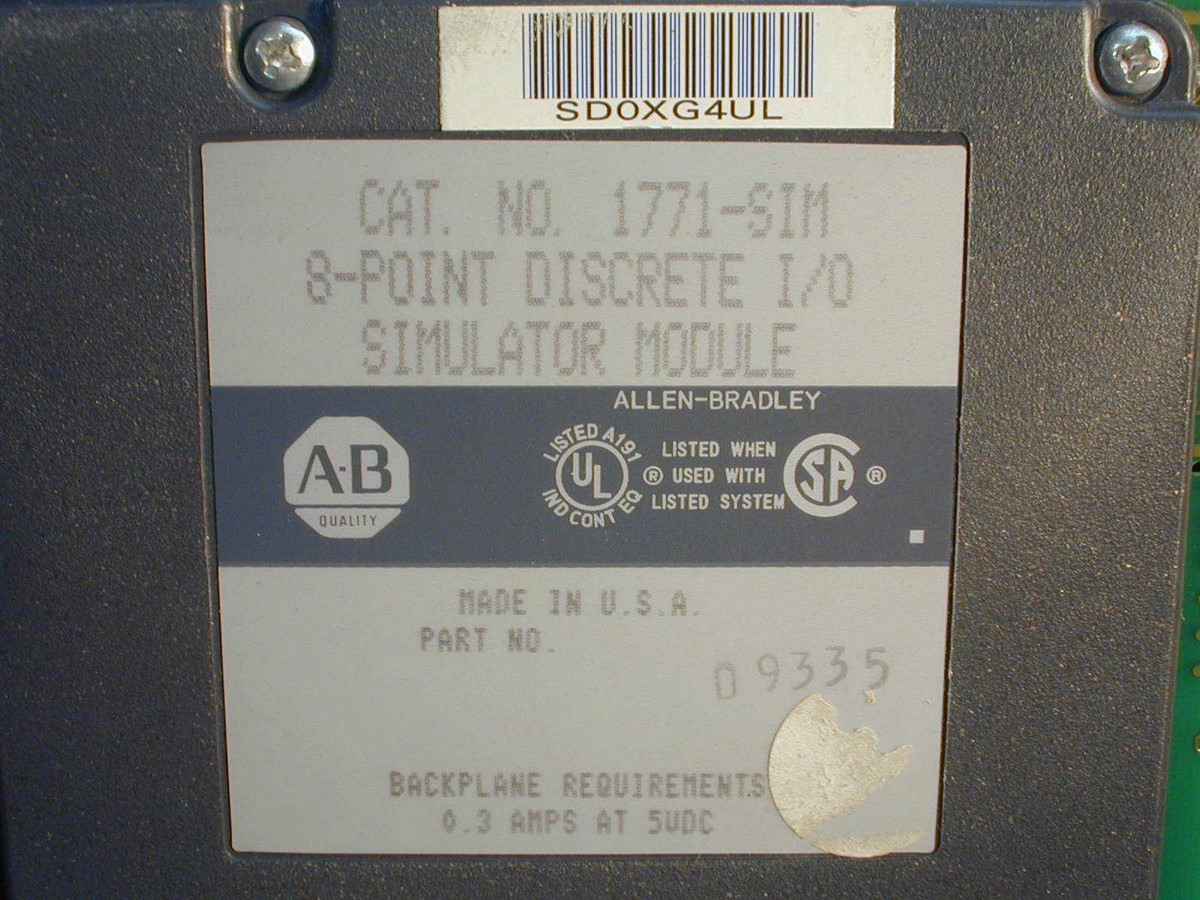 SD0XG4UL
CAT. NO. 1771-SIM
8-POINT DISCRETE I/O
SIMULATOR MODULE
ALLEN-BRADLEY
A·B
QUALITY
LISTED A191
UL
IND CONT EQ
®
LISTED WHEN
USED WITH
LISTED SYSTEM
SA ®
MADE IN U.S.A.
PART NO.
D 9335
BACKPLANE REQUIREMENTS
0.3 AMPS AT 5VDC